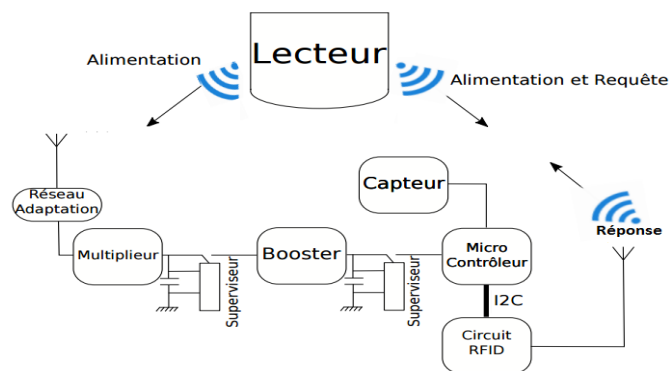 Lecteur
Alimentation
Alimentation et Requête
Réseau
Adaptation
Capteur
Réponse
Multiplieur
Superviseur
Booster
Superviseur
Micro
Contrôleur
I2C
Circuit
RFID